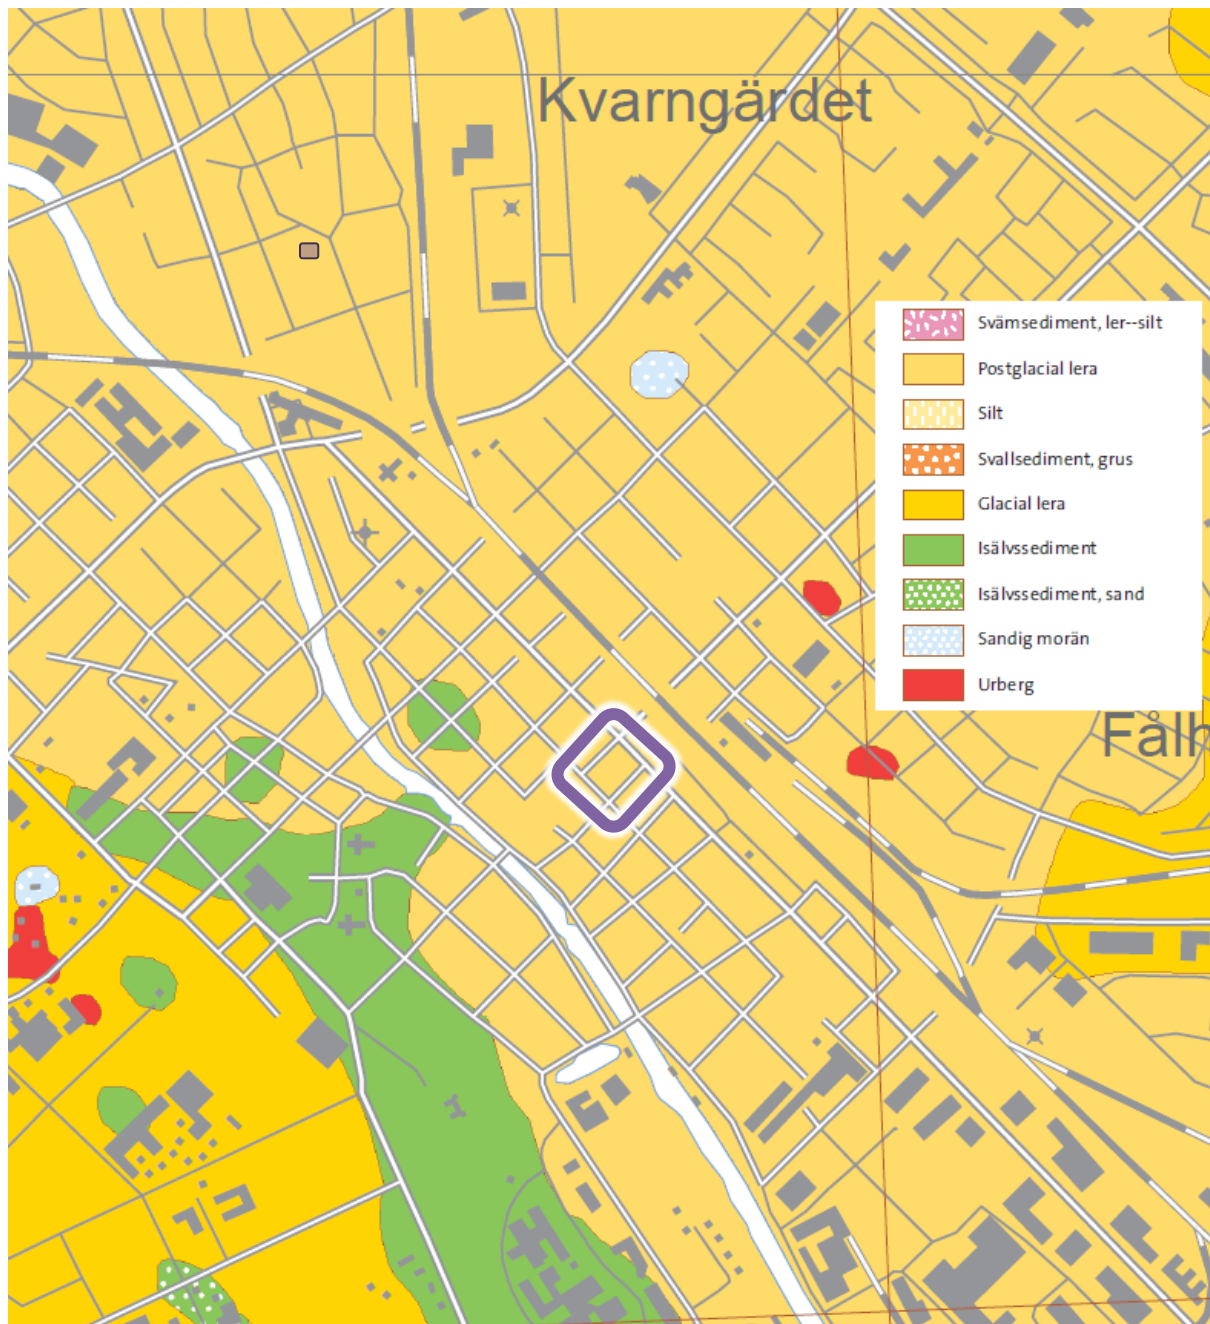 Kvarngärdet
Svämsediment, ler--silt
Postglacial lera
Silt
Svallsediment, grus
Glacial lera
Isälvssediment
Isälvssediment, sand
Sandig morän
Urberg
Fålh